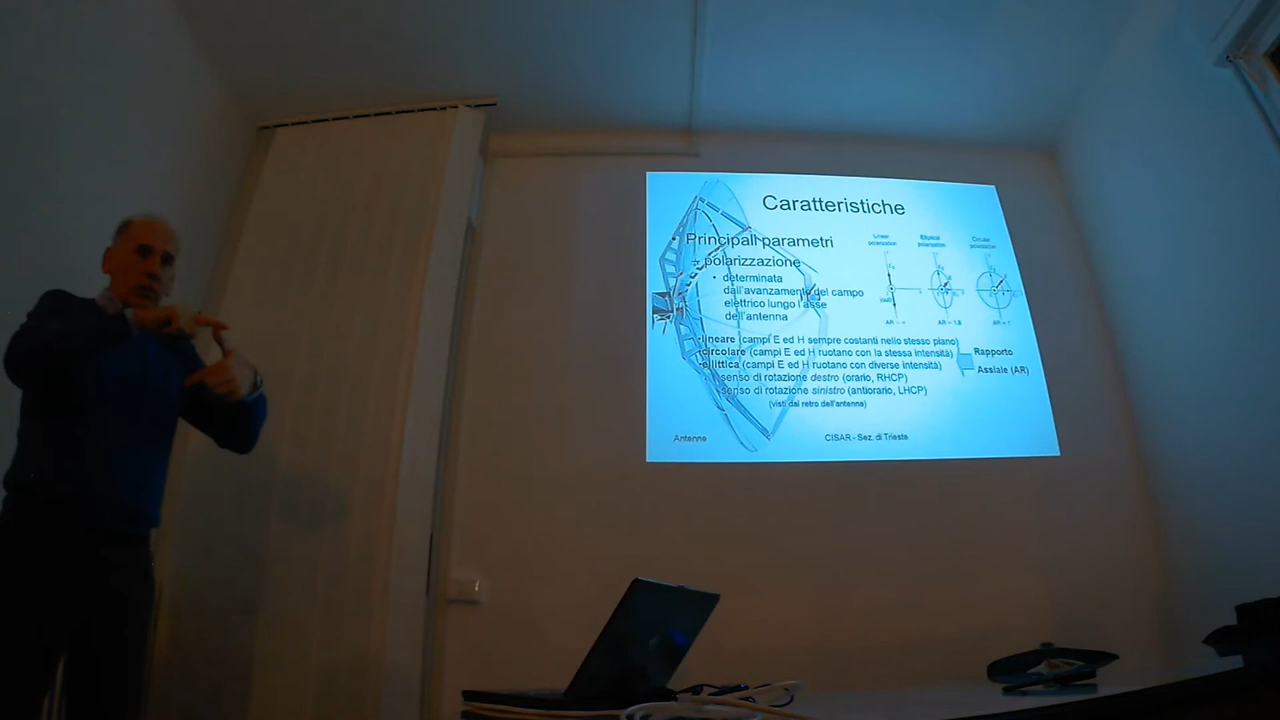 Caratteristiche
• Principali parametri
– polarizzazione
• determinata
dall'avanzamento del campo
elettrico lungo l'asse
dell'antenna
Linear
polarization
Elliptical
polarization
Circular
polarization
AR = ∞
AR = 1,8
AR = 1
•lineare (campi E ed H sempre costanti nello stesso piano)
•circolare (campi E ed H ruotano con la stessa intensità)
•ellittica (campi E ed H ruotano con diverse intensità)
senso di rotazione destro (orario, RHCP)
senso di rotazione sinistro (antiorario, LHCP)
(visti dal retro dell'antenna)
Rapporto
Assiale (AR)
Antenne
CISAR - Sez. di Trieste